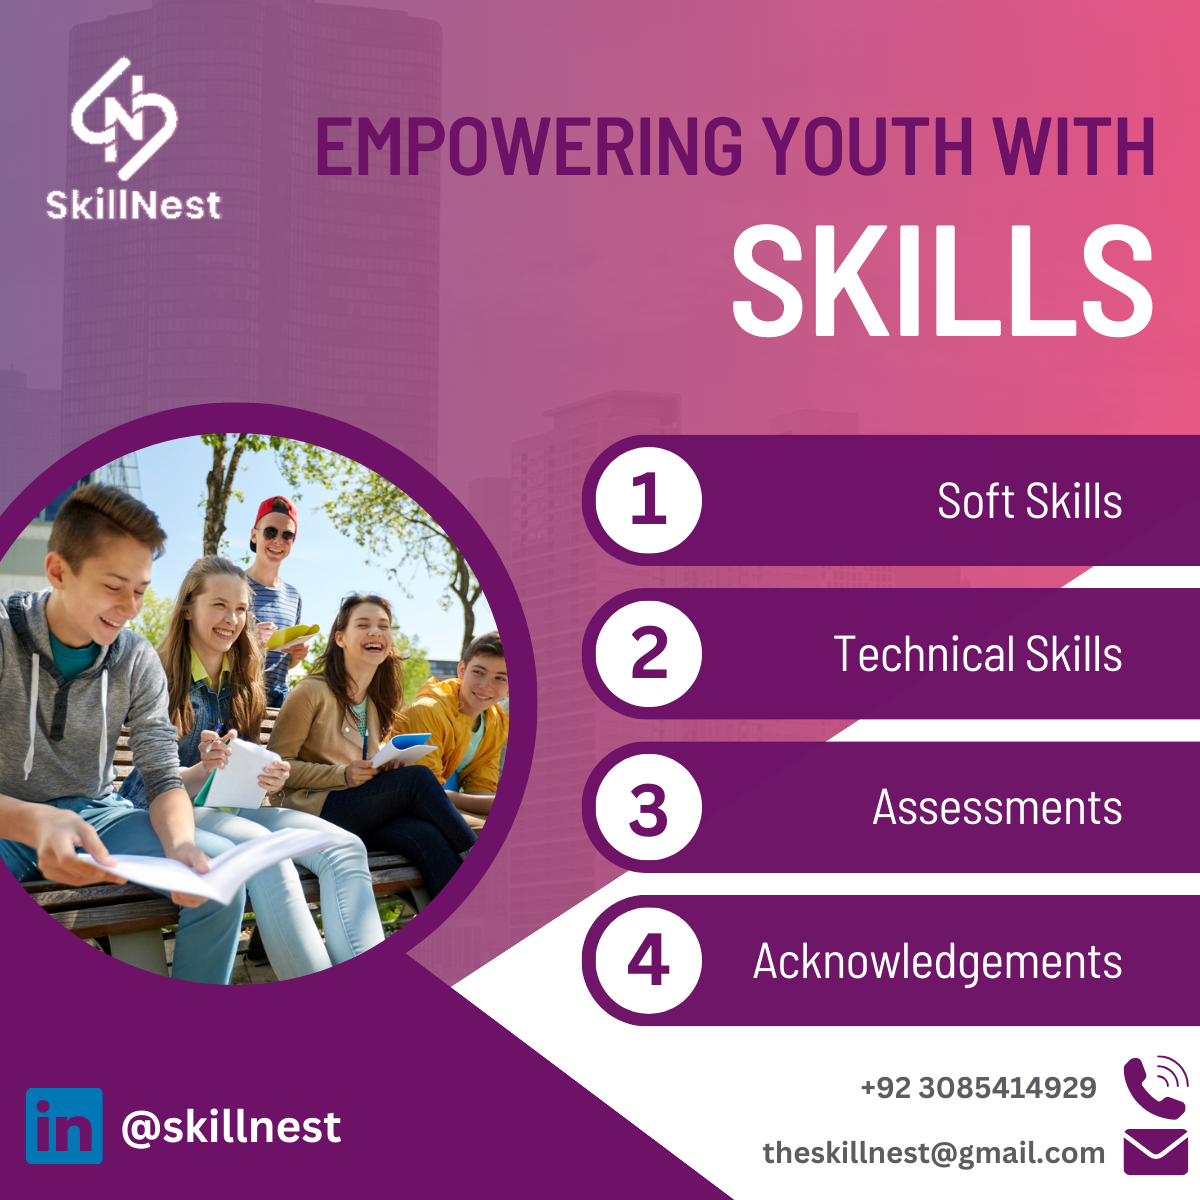 SkillNest
EMPOWERING YOUTH WITH
SKILLS
1 Soft Skills
2 Technical Skills
3 Assessments
4 Acknowledgements
+92 3085414929
theskillnest@gmail.com
in @skillnest